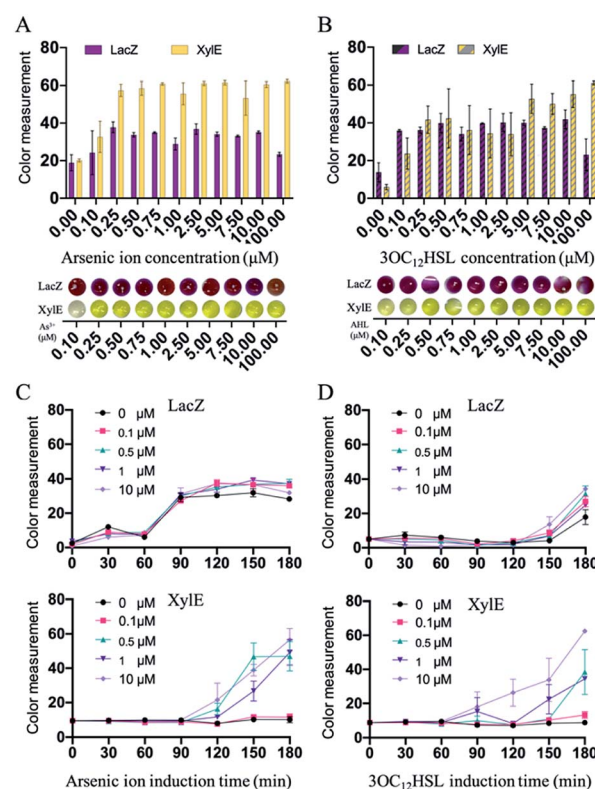 A
LacZ XylE
Color measurement
80
60
40
20
0
0.00 0.10 0.25 0.50 0.75 1.00 2.50 5.00 7.50 10.00 100.00
Arsenic ion concentration (μM)
LacZ
XylE
As³⁺
(μM)
0.10 0.25 0.50 0.75 1.00 2.50 5.00 7.50 10.00 100.00
B
LacZ XylE
Color measurement
80
60
40
20
0
0.00 0.10 0.25 0.50 0.75 1.00 2.50 5.00 7.50 10.00 100.00
3OC₁₂HSL concentration (μM)
LacZ
XylE
AHL
(μM)
0.10 0.25 0.50 0.75 1.00 2.50 5.00 7.50 10.00 100.00
C
LacZ
Color measurement
80
60
40
20
0
0 μM
0.1 μM
0.5 μM
1 μM
10 μM
0 30 60 90 120 150 180
XylE
Color measurement
80
60
40
20
0
0 μM
0.1μM
0.5 μM
1 μM
10 μM
0 30 60 90 120 150 180
Arsenic ion induction time (min)
D
LacZ
Color measurement
80
60
40
20
0
0 μM
0.1μM
0.5 μM
1 μM
10 μM
0 30 60 90 120 150 180
XylE
Color measurement
80
60
40
20
0
0 μM
0.1μM
0.5 μM
1 μM
10 μM
0 30 60 90 120 150 180
3OC₁₂HSL induction time (min)